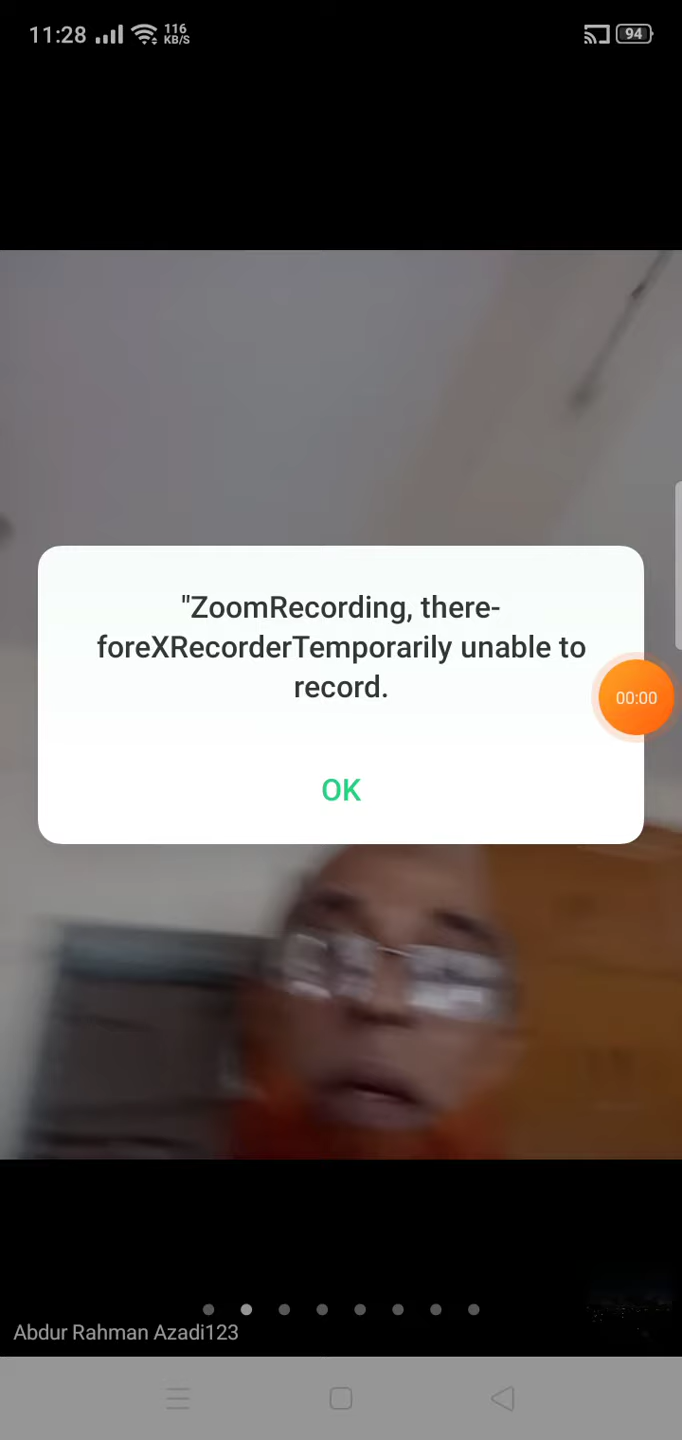 11:28 116 KB/S 94
"ZoomRecording, there-
foreXRecorderTemporarily unable to
record.
00:00
OK
Abdur Rahman Azadi123